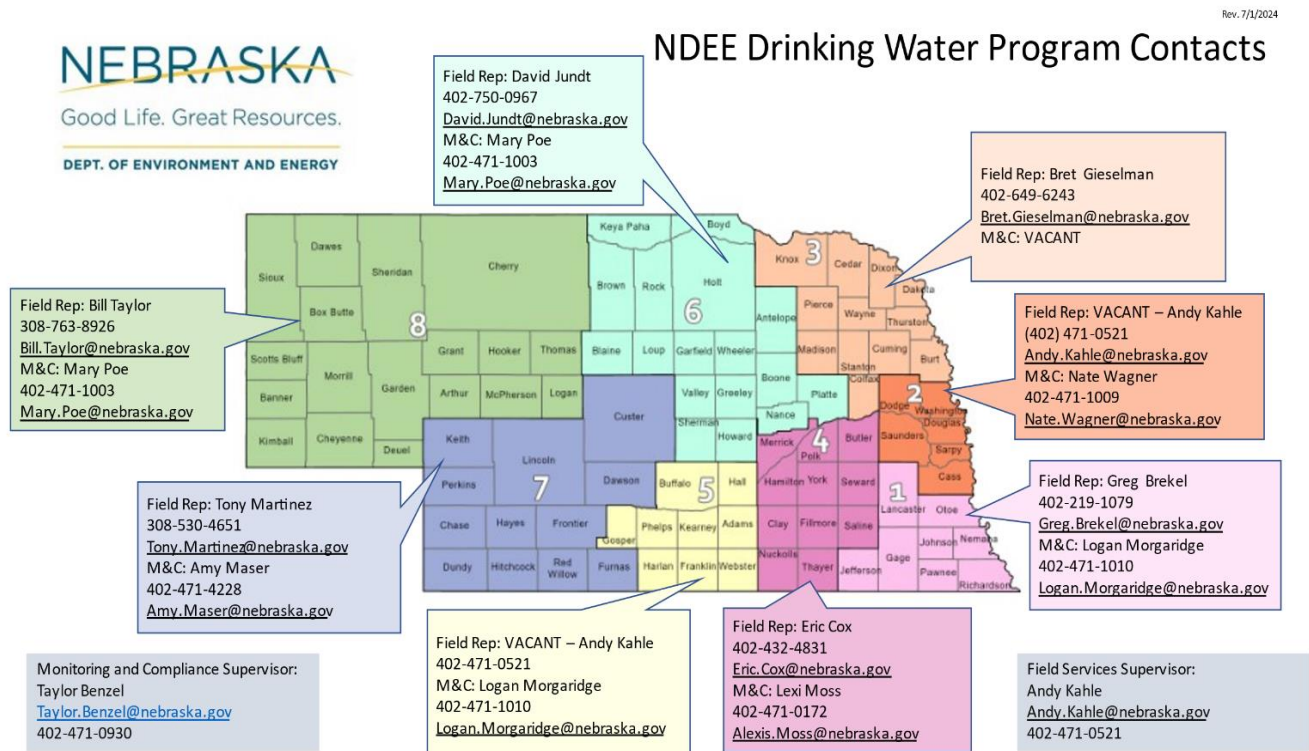 Rev. 7/1/2024
NEBRASKA
Good Life. Great Resources.
DEPT. OF ENVIRONMENT AND ENERGY
NDEE Drinking Water Program Contacts
Field Rep: David Jundt
402-750-0967
David.Jundt@nebraska.gov
M&C: Mary Poe
402-471-1003
Mary.Poe@nebraska.gov
Field Rep: Bret Gieselman
402-649-6243
Bret.Gieselman@nebraska.gov
M&C: VACANT
Field Rep: Bill Taylor
308-763-8926
Bill.Taylor@nebraska.gov
M&C: Mary Poe
402-471-1003
Mary.Poe@nebraska.gov
Field Rep: VACANT – Andy Kahle
(402) 471-0521
Andy.Kahle@nebraska.gov
M&C: Nate Wagner
402-471-1009
Nate.Wagner@nebraska.gov
Sioux
Dawes
Sheridan
Cherry
Box Butte
8
Scotts Bluff
Banner
Kimball
Morrill
Cheyenne
Garden
Deuel
Grant
Hooker
Thomas
Arthur
McPherson
Logan
Keya Paha
Boyd
Brown
Rock
Holt
6
Antelope
Blaine
Loup
Garfield
Wheeler
Boone
Valley
Greeley
Nance
Platte
Sherman
Howard
Knox
3
Cedar
Dixon
Dakota
Pierce
Wayne
Thurston
Madison
Stanton
Cuming
Burt
Colfax
2
Dodge
Washington
Douglas
Saunders
Sarpy
Cass
Custer
Keith
Lincoln
Perkins
7
Dawson
Chase
Hayes
Frontier
Dundy
Hitchcock
Red
Willow
Furnas
Buffalo
5
Hall
Gosper
Phelps
Kearney
Adams
Harlan
Franklin
Webster
Merrick
4
Polk
Butler
Hamilton
York
Seward
Clay
Fillmore
Saline
Nuckolls
Thayer
Jefferson
1
Lancaster
Otoe
Johnson
Nemaha
Gage
Pawnee
Richardson
Field Rep: Tony Martinez
308-530-4651
Tony.Martinez@nebraska.gov
M&C: Amy Maser
402-471-4228
Amy.Maser@nebraska.gov
Field Rep: Greg Brekel
402-219-1079
Greg.Brekel@nebraska.gov
M&C: Logan Morgaridge
402-471-1010
Logan.Morgaridge@nebraska.gov
Field Rep: VACANT – Andy Kahle
402-471-0521
M&C: Logan Morgaridge
402-471-1010
Logan.Morgaridge@nebraska.gov
Field Rep: Eric Cox
402-432-4831
Eric.Cox@nebraska.gov
M&C: Lexi Moss
402-471-0172
Alexis.Moss@nebraska.gov
Monitoring and Compliance Supervisor:
Taylor Benzel
Taylor.Benzel@nebraska.gov
402-471-0930
Field Services Supervisor:
Andy Kahle
Andy.Kahle@nebraska.gov
402-471-0521